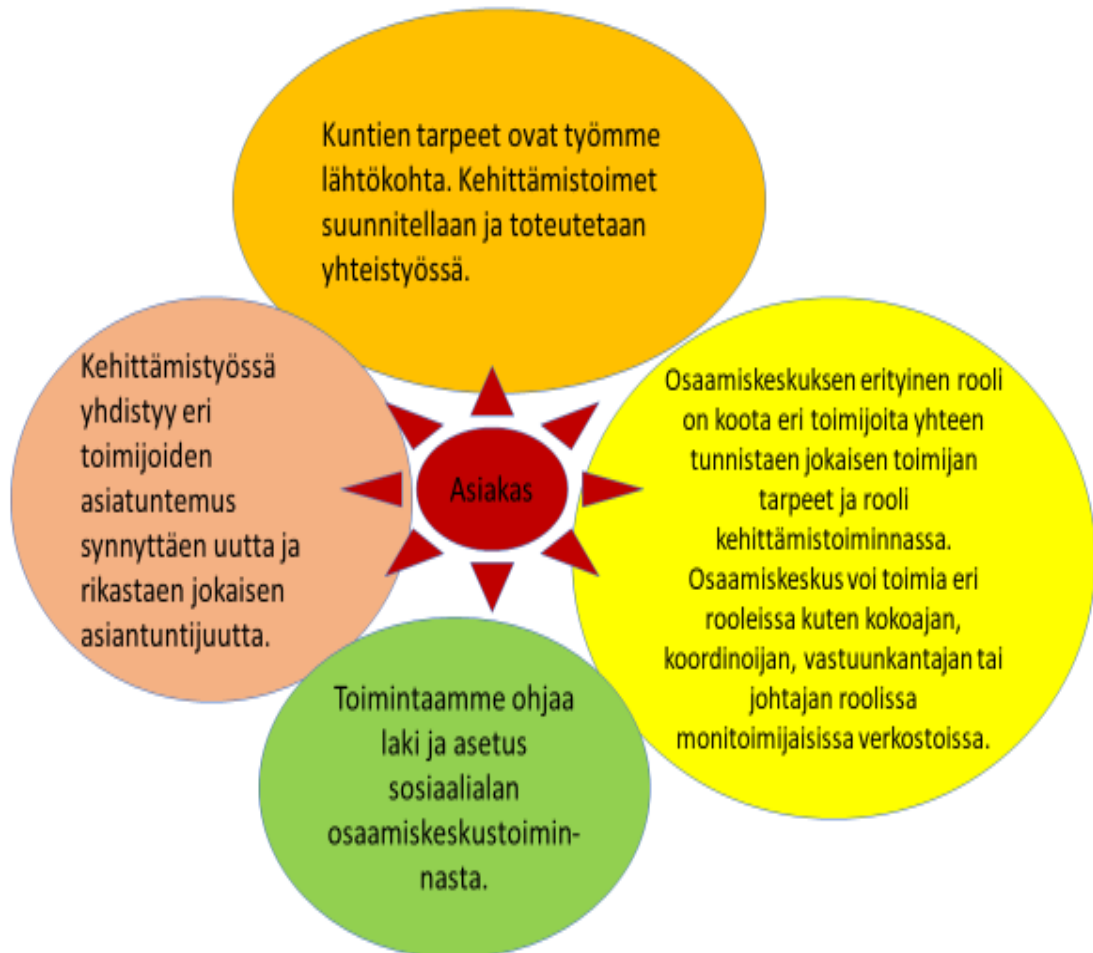 Kuntien tarpeet ovat työmme
lähtökohta. Kehittämistoimet
suunnitellaan ja toteutetaan
yhteistyössä.
Kehittämistyössä
yhdistyy eri
toimijoiden
asiatuntemus
synnyttäen uutta ja
rikastaen jokaisen
asiantuntijuutta.
Asiakas
Osaamiskeskuksen erityinen rooli
on koota eri toimijoita yhteen
tunnistaen jokaisen toimijan
tarpeet ja rooli
kehittämistoiminnassa.
Osaamiskeskus voi toimia eri
rooleissa kuten kokoajan,
koordinoijan, vastuunkantajan tai
johtajan roolissa
monitoimijaisissa verkostoissa.
Toimintaamme ohjaa
laki ja asetus
sosiaalialan
osaamiskeskustoimin-
nasta.